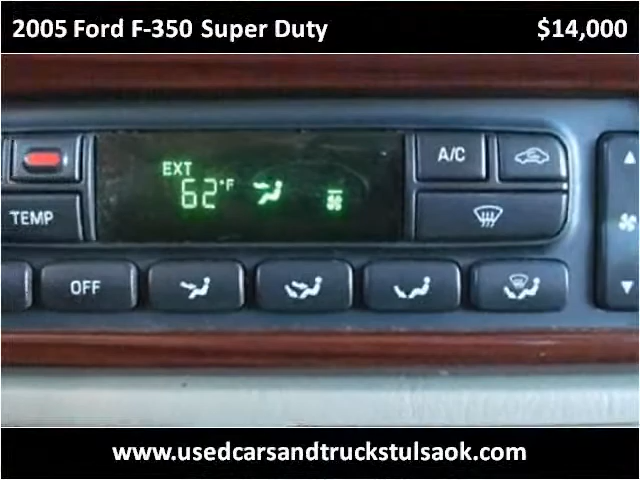 2005 Ford F-350 Super Duty $14,000
EXT
62°F
A/C
TEMP
OFF
www.usedcarsandtruckstulsaok.com